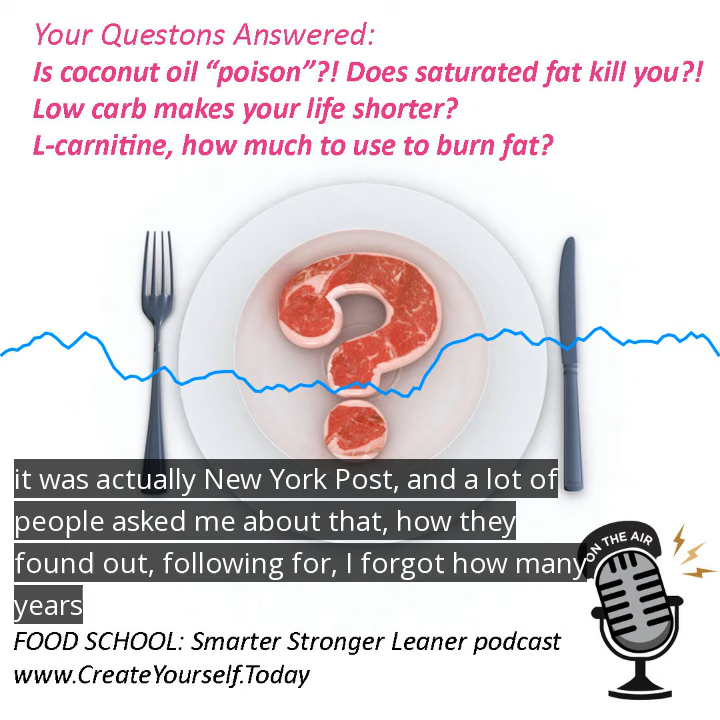 Your Questons Answered:
Is coconut oil “poison”?! Does saturated fat kill you?!
Low carb makes your life shorter?
L-carnitine, how much to use to burn fat?
it was actually New York Post, and a lot of
people asked me about that, how they
found out, following for, I forgot how many
years
ON THE AIR
FOOD SCHOOL: Smarter Stronger Leaner podcast
www.CreateYourself.Today